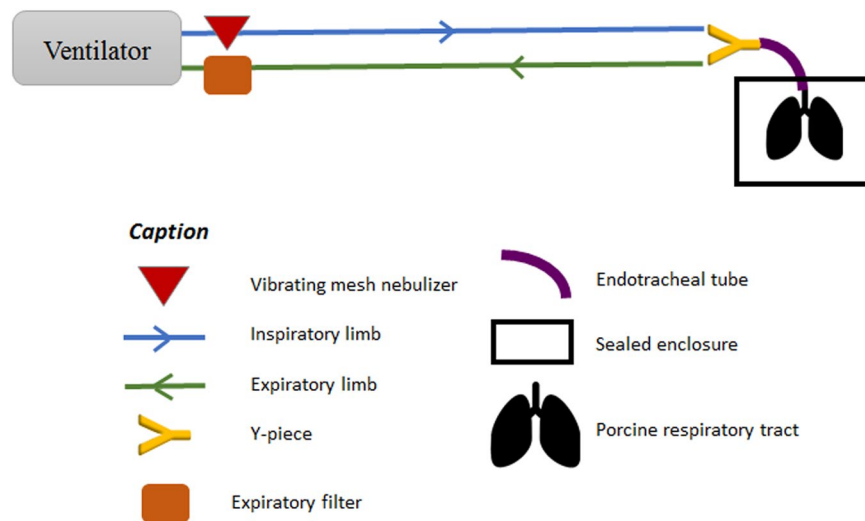 Ventilator
Caption
Vibrating mesh nebulizer
Inspiratory limb
Expiratory limb
Y-piece
Expiratory filter
Endotracheal tube
Sealed enclosure
Porcine respiratory tract